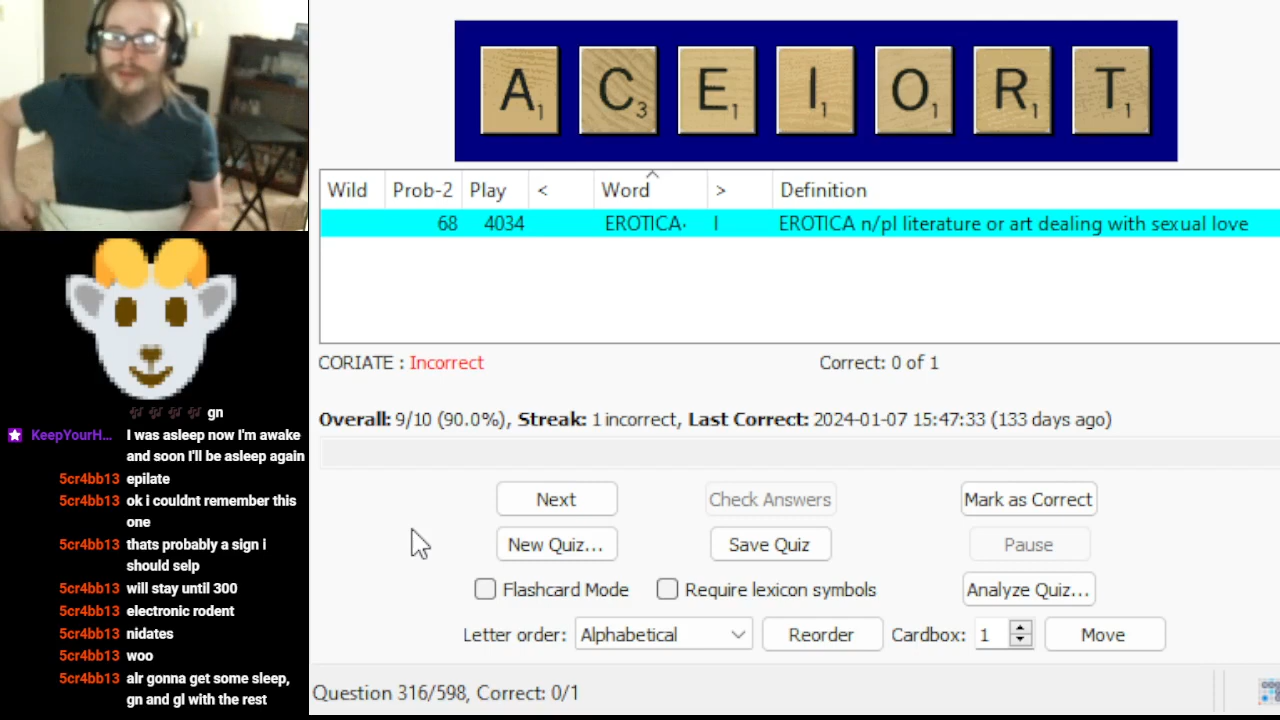 A1 C3 E1 I1 O1 R1 T1
Wild Prob-2 Play < Word > Definition
68 4034 EROTICA· I EROTICA n/pl literature or art dealing with sexual love
CORIATE : Incorrect Correct: 0 of 1
Overall: 9/10 (90.0%), Streak: 1 incorrect, Last Correct: 2024-01-07 15:47:33 (133 days ago)
Next Check Answers Mark as Correct
New Quiz... Save Quiz Pause
Flashcard Mode Require lexicon symbols Analyze Quiz...
Letter order: Alphabetical Reorder Cardbox: 1 Move
Question 316/598, Correct: 0/1
gn
KeepYourH... I was asleep now I'm awake
and soon I'll be asleep again
5cr4bb13 epilate
5cr4bb13 ok i couldnt remember this
one
5cr4bb13 thats probably a sign i
should selp
5cr4bb13 will stay until 300
5cr4bb13 electronic rodent
5cr4bb13 nidates
5cr4bb13 woo
5cr4bb13 alr gonna get some sleep,
gn and gl with the rest